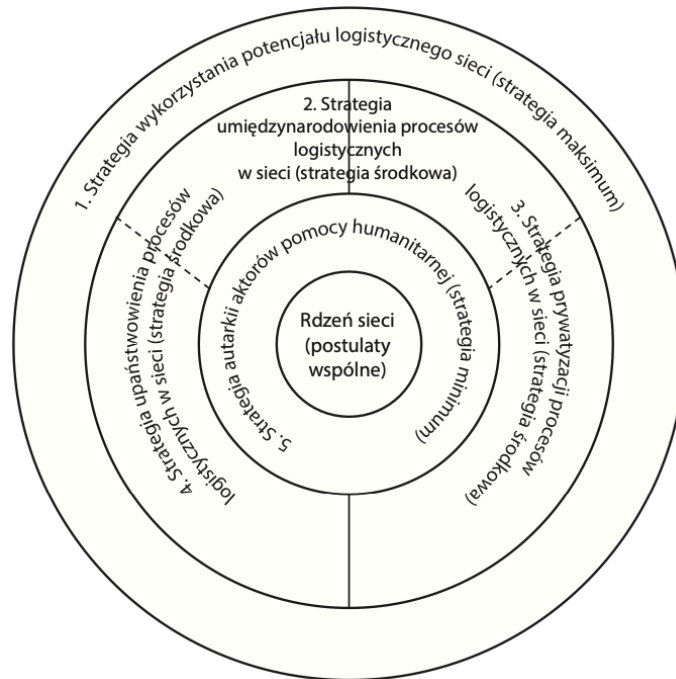 1. Strategia wykorzystania potencjału logistycznego sieci (strategia maksimum)
2. Strategia
umiędzynarodowienia procesów
logistycznych
w sieci (strategia środkowa)
3. Strategia prywatyzacji procesów
logistycznych w sieci (strategia środkowa)
4. Strategia upaństwowienia procesów
logistycznych w sieci (strategia środkowa)
5. Strategia autarkii aktorów pomocy humanitarnej (strategia minimum)
Rdzeń sieci
(postulaty
wspólne)